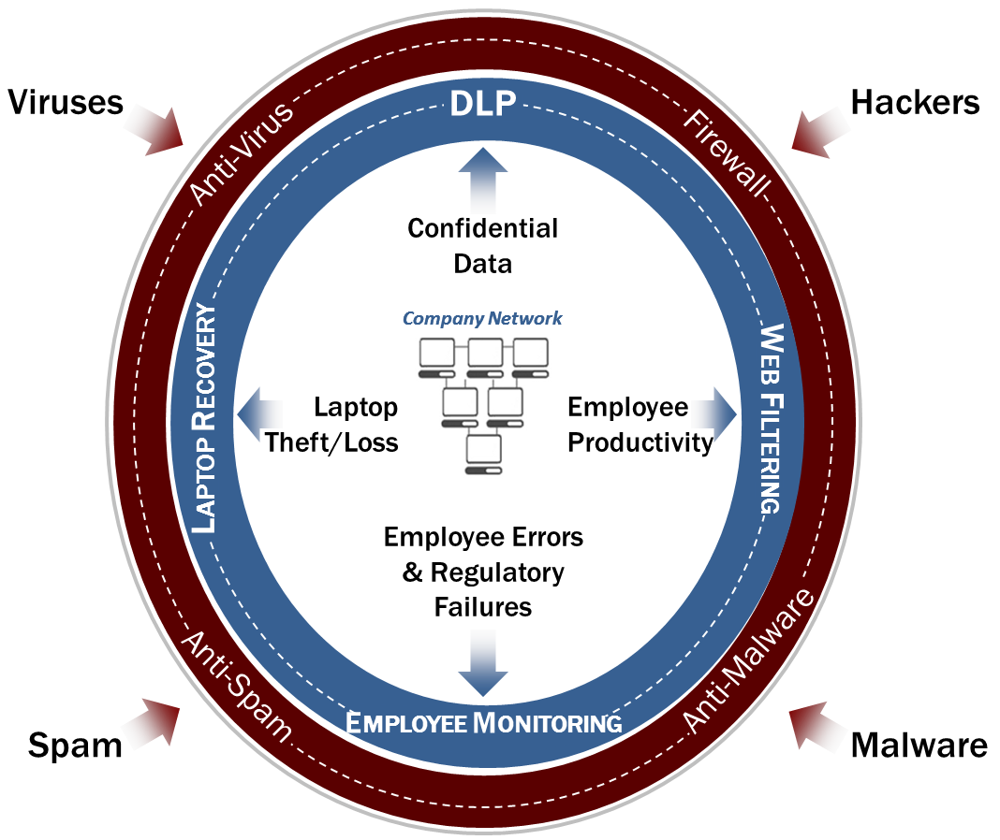 Viruses
Hackers
Anti-Virus
DLP
Firewall
Confidential
Data
Company Network
LAPTOP RECOVERY
WEB FILTERING
Laptop
Theft/Loss
Employee
Productivity
Employee Errors
& Regulatory
Failures
Anti-Spam
EMPLOYEE MONITORING
Anti-Malware
Spam
Malware